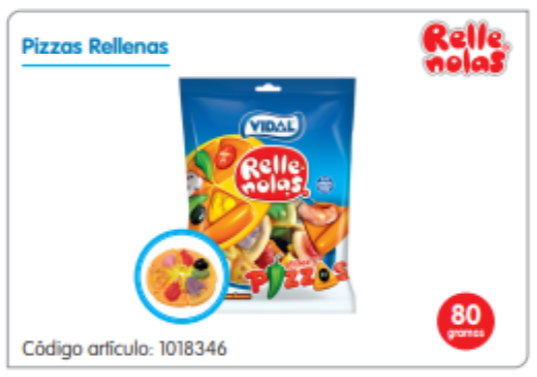 Pizzas Rellenas
Relle
nolas
VIDAL
Relle
nolas
Pizzas
80
gramos
Código artículo: 1018346